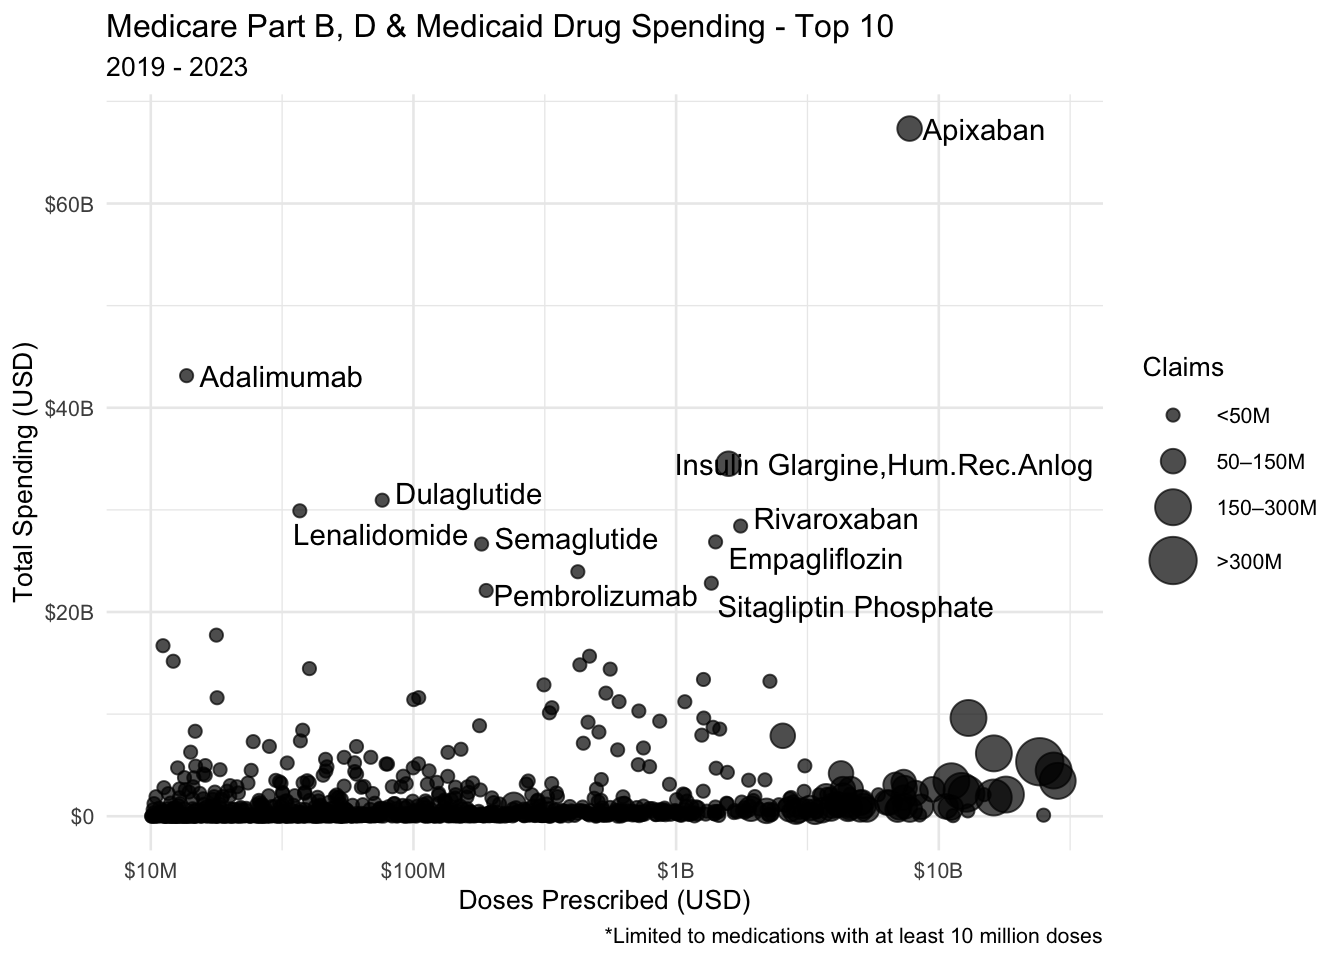 Medicare Part B, D & Medicaid Drug Spending - Top 10
2019 - 2023
Total Spending (USD)
$60B
$40B
$20B
$0
Apixaban
Adalimumab
Insulin Glargine,Hum.Rec.Anlog
Dulaglutide
Rivaroxaban
Lenalidomide
Semaglutide
Empagliflozin
Pembrolizumab
Sitagliptin Phosphate
$10M
$100M
$1B
$10B
Doses Prescribed (USD)
Claims
<50M
50–150M
150–300M
>300M
*Limited to medications with at least 10 million doses